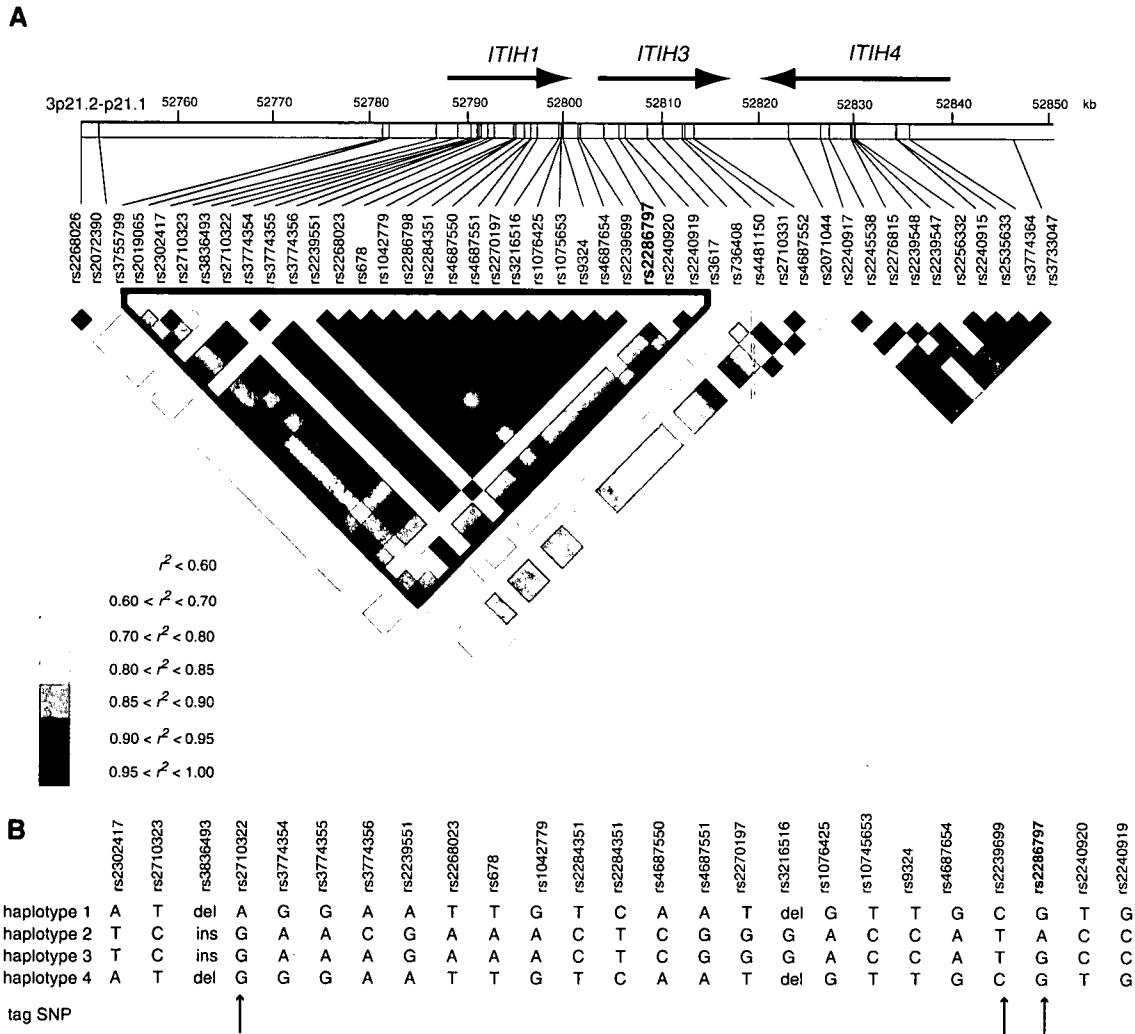 A
ITIH1 ITIH3 ITIH4
3p21.2-p21.1 52760 52770 52780 52790 52800 52810 52820 52830 52840 52850 kb
rs2268026
rs2072390
rs3755799
rs2019065
rs2302417
rs2710323
rs3836493
rs2710322
rs3774354
rs3774355
rs3774356
rs2239551
rs2268023
rs678
rs1042779
rs2286798
rs2284351
rs4687550
rs4687551
rs2270197
rs3216516
rs1076425
rs1075653
rs9324
rs4687654
rs2239699
rs2286797
rs2240920
rs2240919
rs3617
rs736408
rs4481150
rs2710331
rs4687552
rs2071044
rs2240917
rs2245538
rs2276815
rs2239548
rs2239547
rs2256332
rs2240915
rs2535633
rs3774364
rs3733047
r² < 0.60
0.60 < r² < 0.70
0.70 < r² < 0.80
0.80 < r² < 0.85
0.85 < r² < 0.90
0.90 < r² < 0.95
0.95 < r² < 1.00
B
rs2302417
rs2710323
rs3836493
rs2710322
rs3774354
rs3774355
rs3774356
rs2239551
rs2268023
rs678
rs1042779
rs2284351
rs2284351
rs4687550
rs4687551
rs2270197
rs3216516
rs1076425
rs10745653
rs9324
rs4687654
rs2239699
rs2286797
rs2240920
rs2240919
haplotype 1 A T del A G G A A T T G T C A A T del G T T G C G T G
haplotype 2 T C ins G A A C G A A A C T C G G G A C C A T A C C
haplotype 3 T C ins G A A A G A A A C T C G G G A C C A T G C C
haplotype 4 A T del G G G A A T T G T C A A T del G T T G C G T G
tag SNP